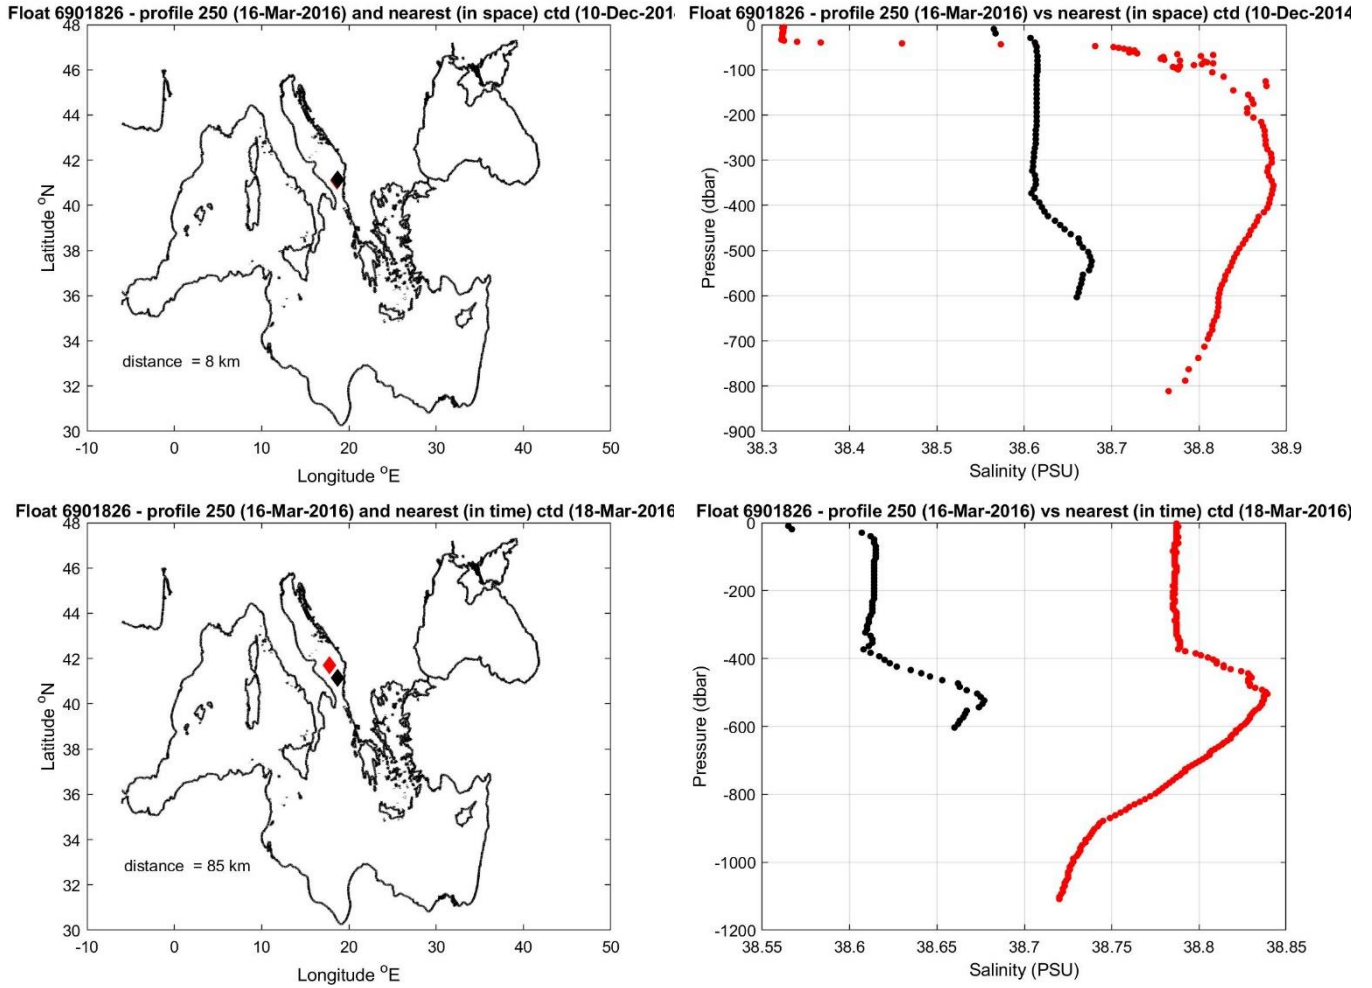 Float 6901826 - profile 250 (16-Mar-2016) and nearest (in space) ctd (10-Dec-201
48
46
44
42
40
38
36
34
32
30
Latitude °N
distance = 8 km
-10 0 10 20 30 40 50
Longitude °E
Float 6901826 - profile 250 (16-Mar-2016) vs nearest (in space) ctd (10-Dec-2014
0
-100
-200
-300
-400
-500
-600
-700
-800
-900
Pressure (dbar)
38.3 38.4 38.5 38.6 38.7 38.8 38.9
Salinity (PSU)
Float 6901826 - profile 250 (16-Mar-2016) and nearest (in time) ctd (18-Mar-2016
48
46
44
42
40
38
36
34
32
30
Latitude °N
distance = 85 km
-10 0 10 20 30 40 50
Longitude °E
Float 6901826 - profile 250 (16-Mar-2016) vs nearest (in time) ctd (18-Mar-2016)
0
-200
-400
-600
-800
-1000
-1200
Pressure (dbar)
38.55 38.6 38.65 38.7 38.75 38.8 38.85
Salinity (PSU)